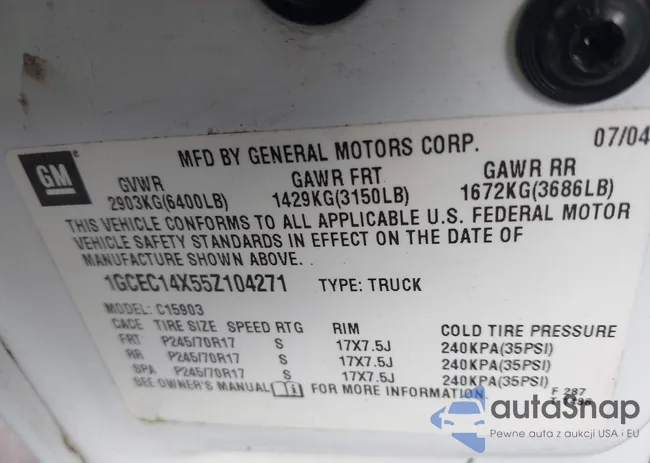 GM
MFD BY GENERAL MOTORS CORP. 07/04
GVWR GAWR FRT GAWR RR
2903KG(6400LB) 1429KG(3150LB) 1672KG(3686LB)
THIS VEHICLE CONFORMS TO ALL APPLICABLE U.S. FEDERAL MOTOR
VEHICLE SAFETY STANDARDS IN EFFECT ON THE DATE OF
MANUFACTURE SHOWN ABOVE.
1GCEC14X55Z104271 TYPE: TRUCK
MODEL: C15903
CACE TIRE SIZE SPEED RTG RIM COLD TIRE PRESSURE
FRT P245/70R17 S 17X7.5J 240KPA(35PSI)
RR P245/70R17 S 17X7.5J 240KPA(35PSI)
SPA P245/70R17 S 17X7.5J 240KPA(35PSI)
SEE OWNER'S MANUAL FOR MORE INFORMATION.
F 287
autaSnap
Pewne auta z aukcji USA i EU